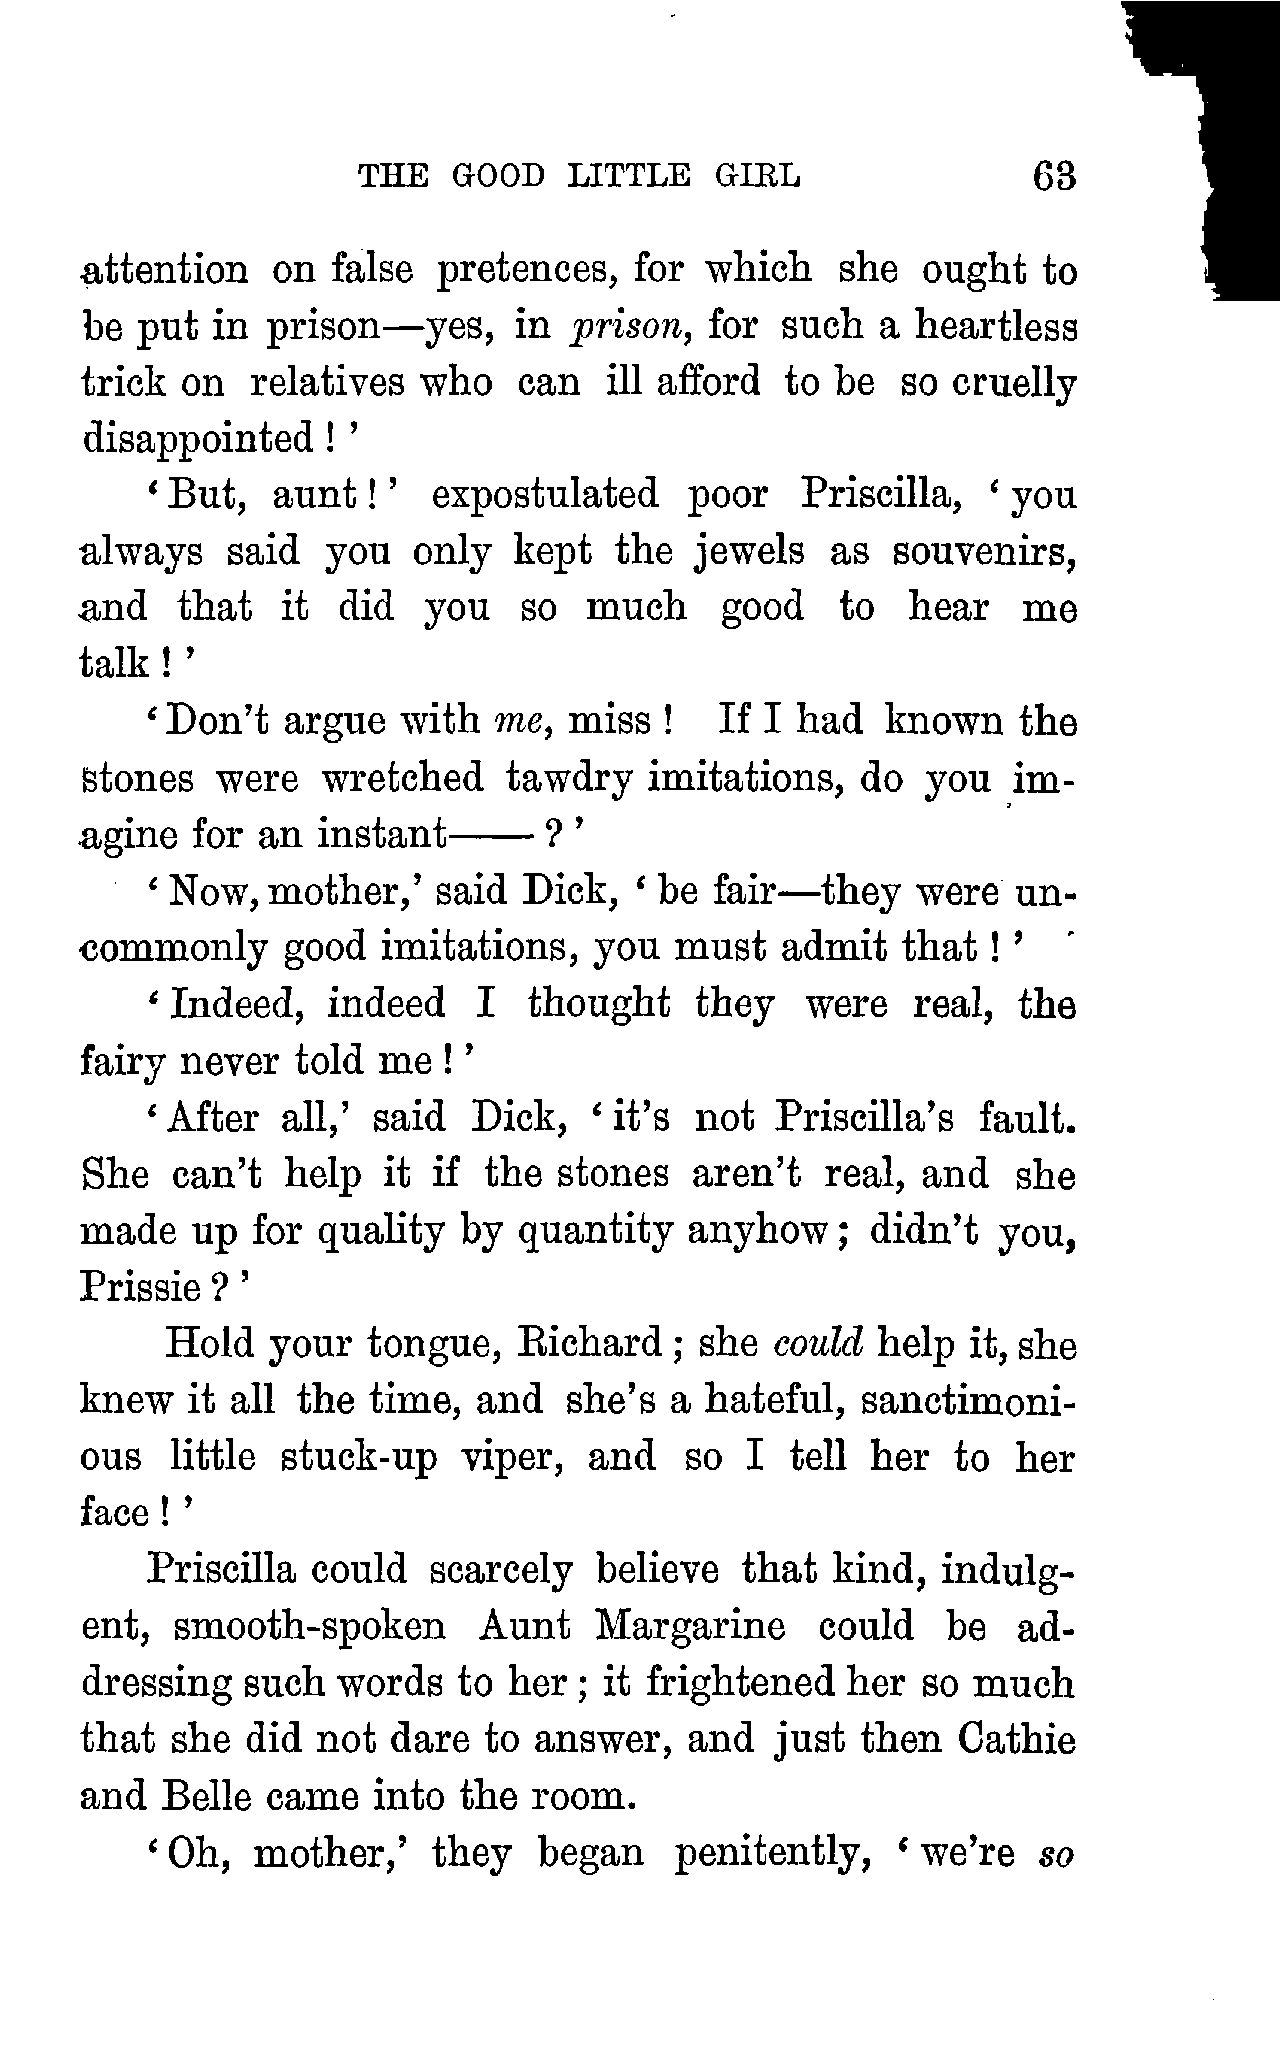 THE GOOD LITTLE GIRL 63
attention on false pretences, for which she ought to
be put in prison—yes, in prison, for such a heartless
trick on relatives who can ill afford to be so cruelly
disappointed ! ’
‘ But, aunt ! ’ expostulated poor Priscilla, ‘ you
always said you only kept the jewels as souvenirs,
and that it did you so much good to hear me
talk ! ’
‘ Don’t argue with me, miss ! If I had known the
stones were wretched tawdry imitations, do you im-
agine for an instant—— ? ’
‘ Now, mother,’ said Dick, ‘ be fair—they were un-
commonly good imitations, you must admit that ! ’
‘ Indeed, indeed I thought they were real, the
fairy never told me ! ’
‘ After all,’ said Dick, ‘ it’s not Priscilla’s fault.
She can’t help it if the stones aren’t real, and she
made up for quality by quantity anyhow ; didn’t you,
Prissie ? ’
Hold your tongue, Richard ; she could help it, she
knew it all the time, and she’s a hateful, sanctimoni-
ous little stuck-up viper, and so I tell her to her
face ! ’
Priscilla could scarcely believe that kind, indulg-
ent, smooth-spoken Aunt Margarine could be ad-
dressing such words to her ; it frightened her so much
that she did not dare to answer, and just then Cathie
and Belle came into the room.
‘ Oh, mother,’ they began penitently, ‘ we’re so